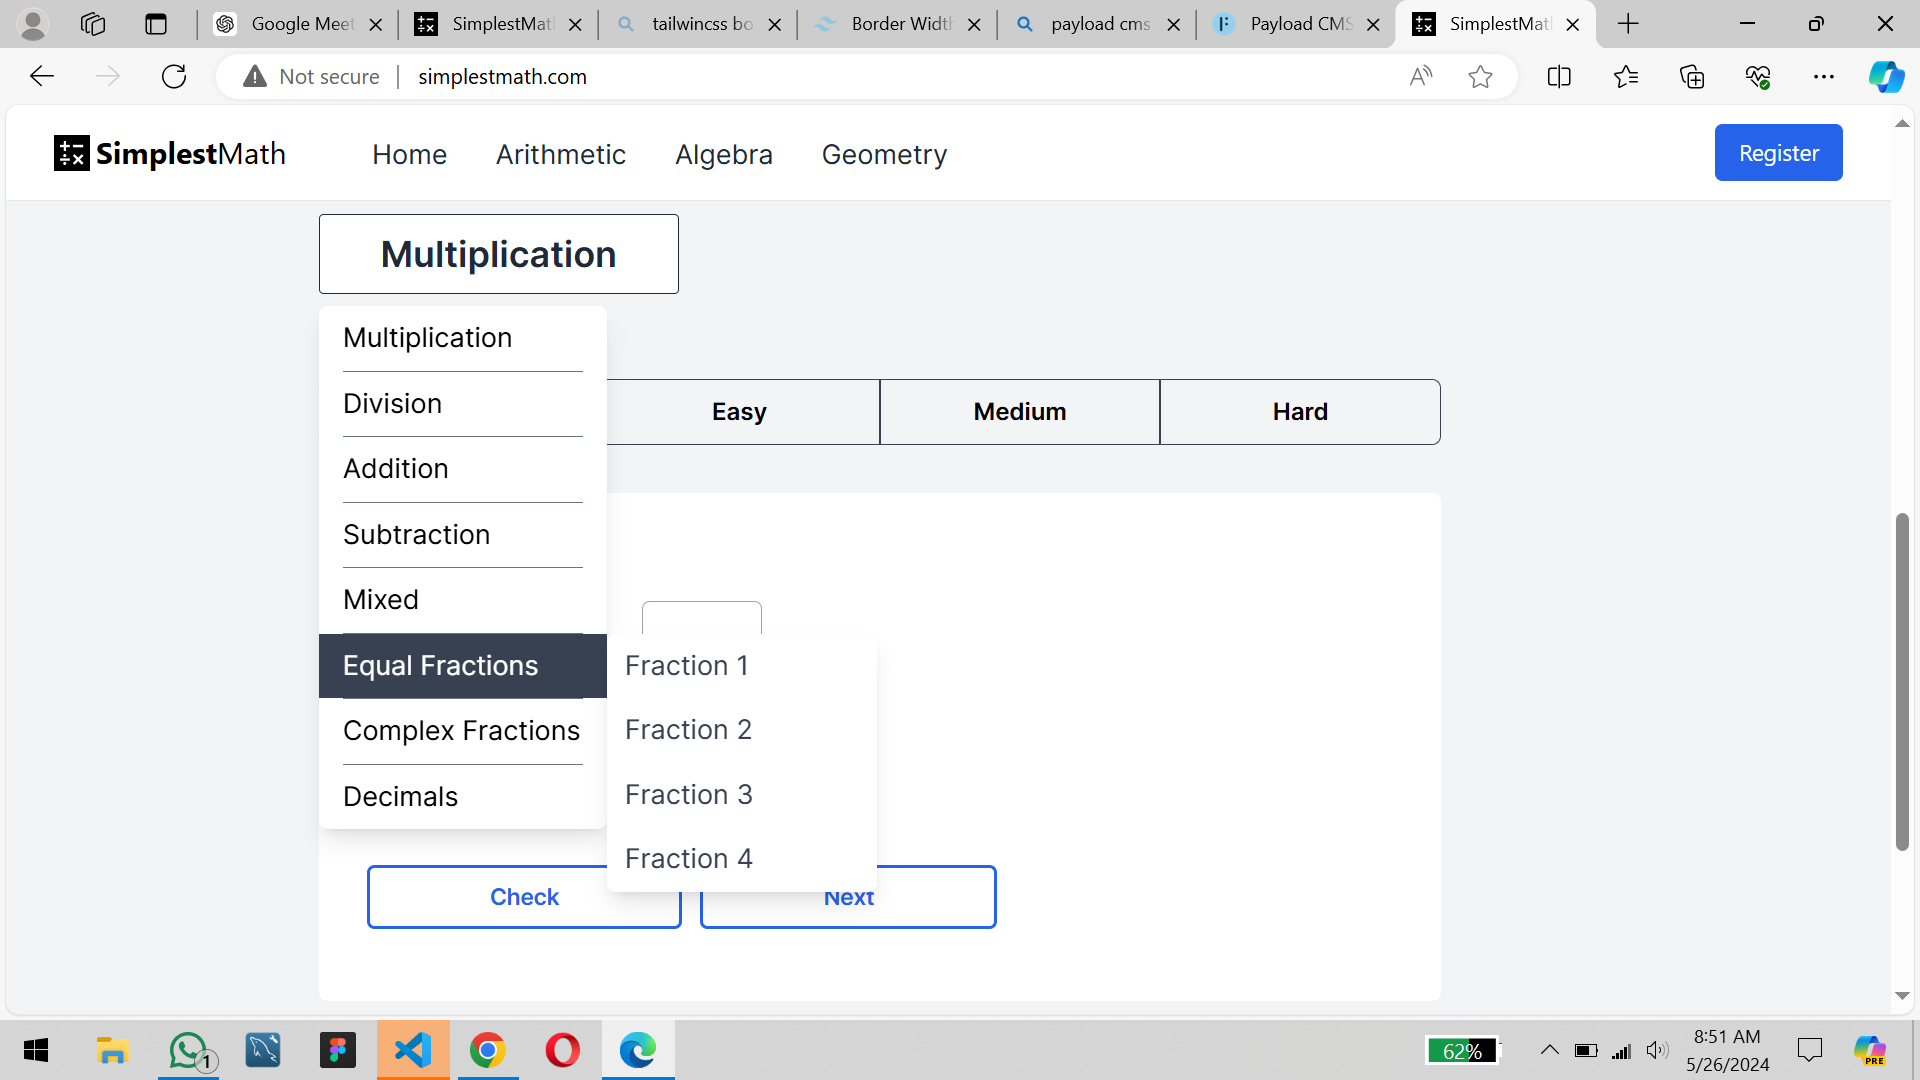 Google Meet
SimplestMat
tailwincss bo
Border Width
payload cms
Payload CMS
SimplestMat
Not secure
simplestmath.com
SimplestMath
Home
Arithmetic
Algebra
Geometry
Register
Multiplication
Multiplication
Division
Addition
Subtraction
Mixed
Equal Fractions
Complex Fractions
Decimals
Easy
Medium
Hard
Fraction 1
Fraction 2
Fraction 3
Fraction 4
Check
Next
1
62%
8:51 AM
5/26/2024
PRE